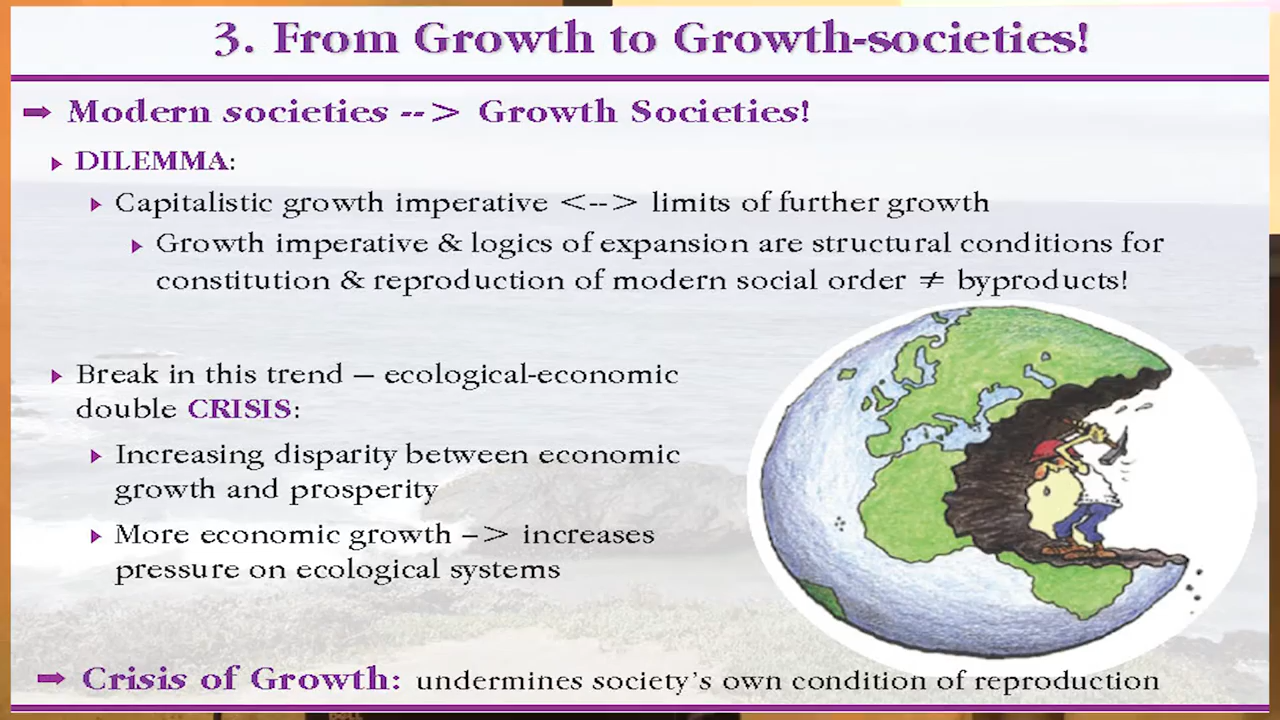 3. From Growth to Growth-societies!
Modern societies --> Growth Societies!
DILEMMA:
Capitalistic growth imperative <--> limits of further growth
Growth imperative & logics of expansion are structural conditions for
constitution & reproduction of modern social order ≠ byproducts!
Break in this trend – ecological-economic
double CRISIS:
Increasing disparity between economic
growth and prosperity
More economic growth –> increases
pressure on ecological systems
Crisis of Growth: undermines society's own condition of reproduction